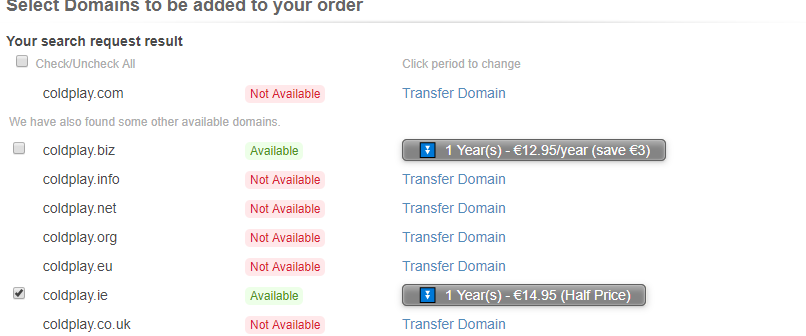 Select Domains to be added to your order
Your search request result
Check/Uncheck All Click period to change
coldplay.com Not Available Transfer Domain
We have also found some other available domains.
coldplay.biz Available 1 Year(s) - €12.95/year (save €3)
coldplay.info Not Available Transfer Domain
coldplay.net Not Available Transfer Domain
coldplay.org Not Available Transfer Domain
coldplay.eu Not Available Transfer Domain
coldplay.ie Available 1 Year(s) - €14.95 (Half Price)
coldplay.co.uk Not Available Transfer Domain